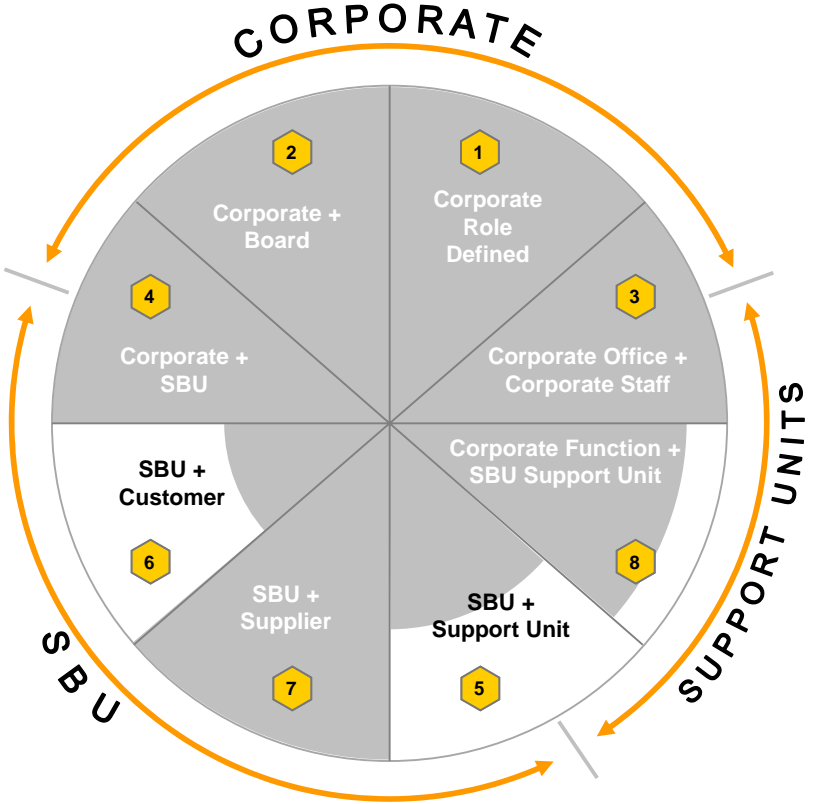 CORPORATE
2
Corporate +
Board
1
Corporate
Role
Defined
4
Corporate +
SBU
3
Corporate Office +
Corporate Staff
SBU +
Customer
6
Corporate Function +
SBU Support Unit
8
SBU +
Supplier
7
SBU +
Support Unit
5
SBU
SUPPORT UNITS